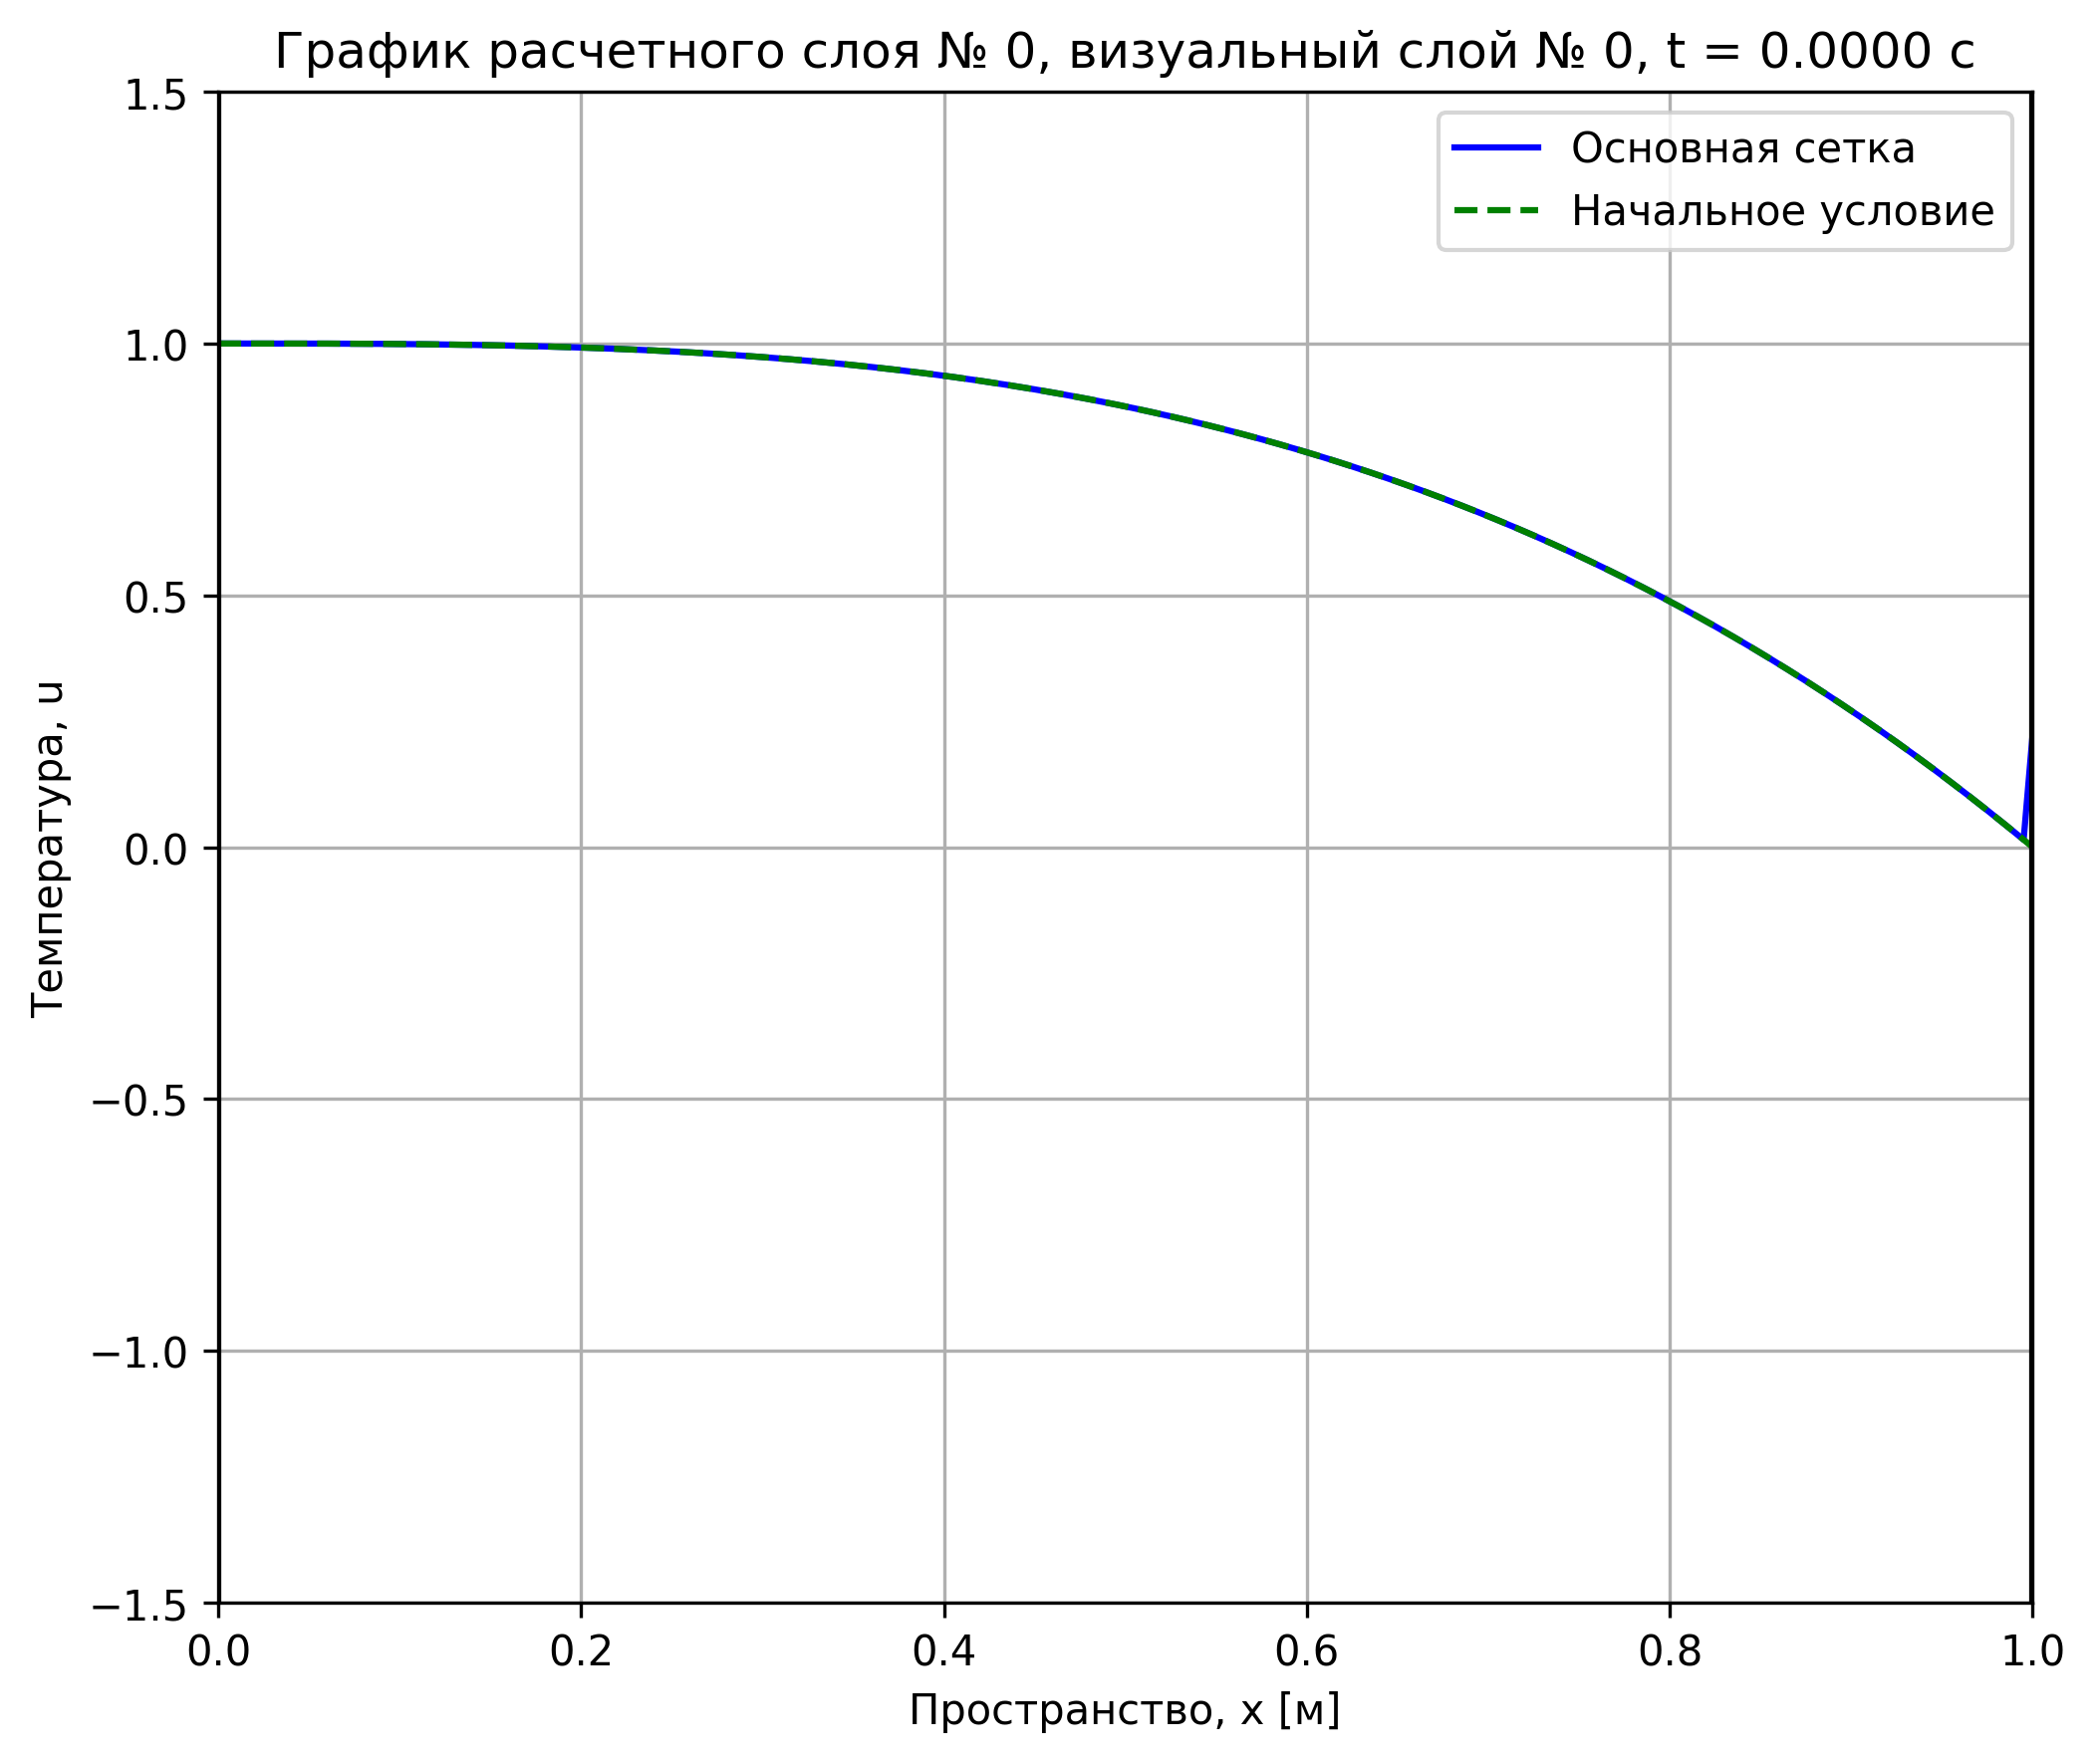 График расчетного слоя № 0, визуальный слой № 0, t = 0.0000 с
Основная сетка
Начальное условие
1.5
1.0
0.5
0.0
−0.5
−1.0
−1.5
Температура, u
0.0 0.2 0.4 0.6 0.8 1.0
Пространство, x [м]